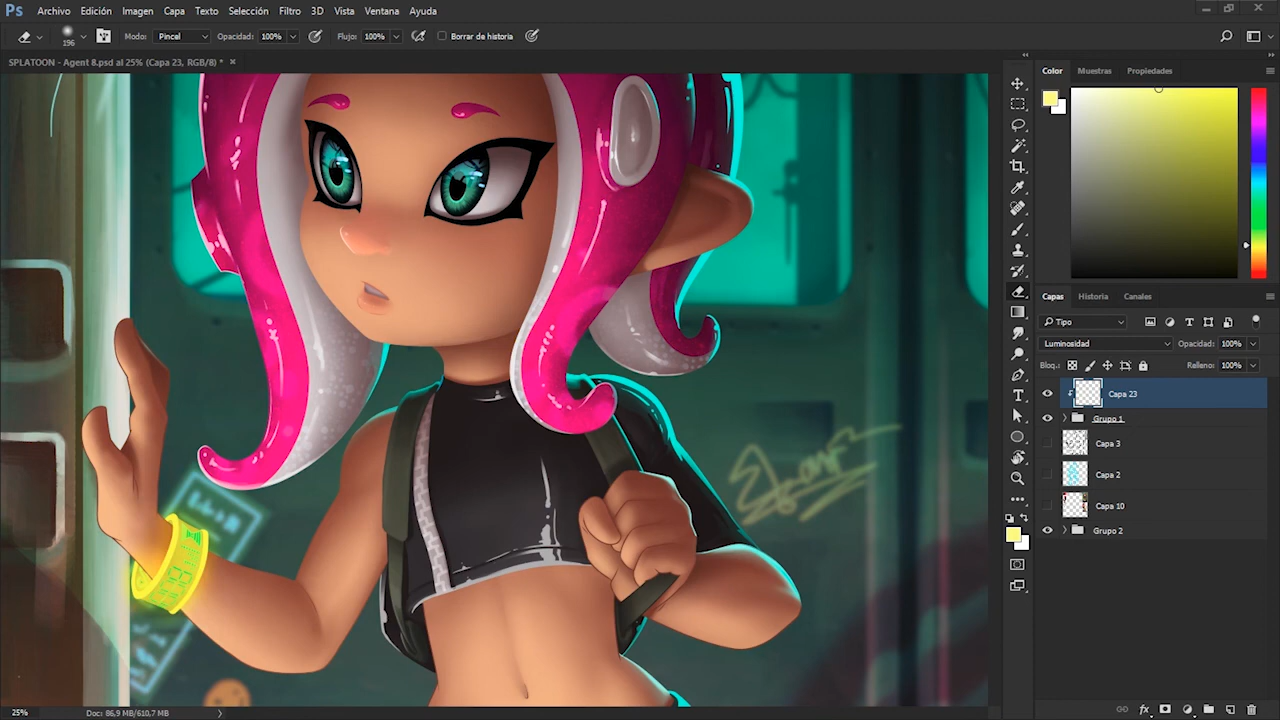 Ps Archivo Edición Imagen Capa Texto Selección Filtro 3D Vista Ventana Ayuda
196 Modo: Pincel Opacidad: 100% Flujo: 100% Borrar de historia
SPLATOON - Agent 8.psd al 25% (Capa 23, RGB/8) *
Color Muestras Propiedades
Capas Historia Canales
Tipo
Luminosidad Opacidad: 100%
Bloq.: Relleno: 100%
Capa 23
Grupo 1
Capa 3
Capa 2
Capa 10
Grupo 2
25% Doc: 86,9 MB/610,7 MB